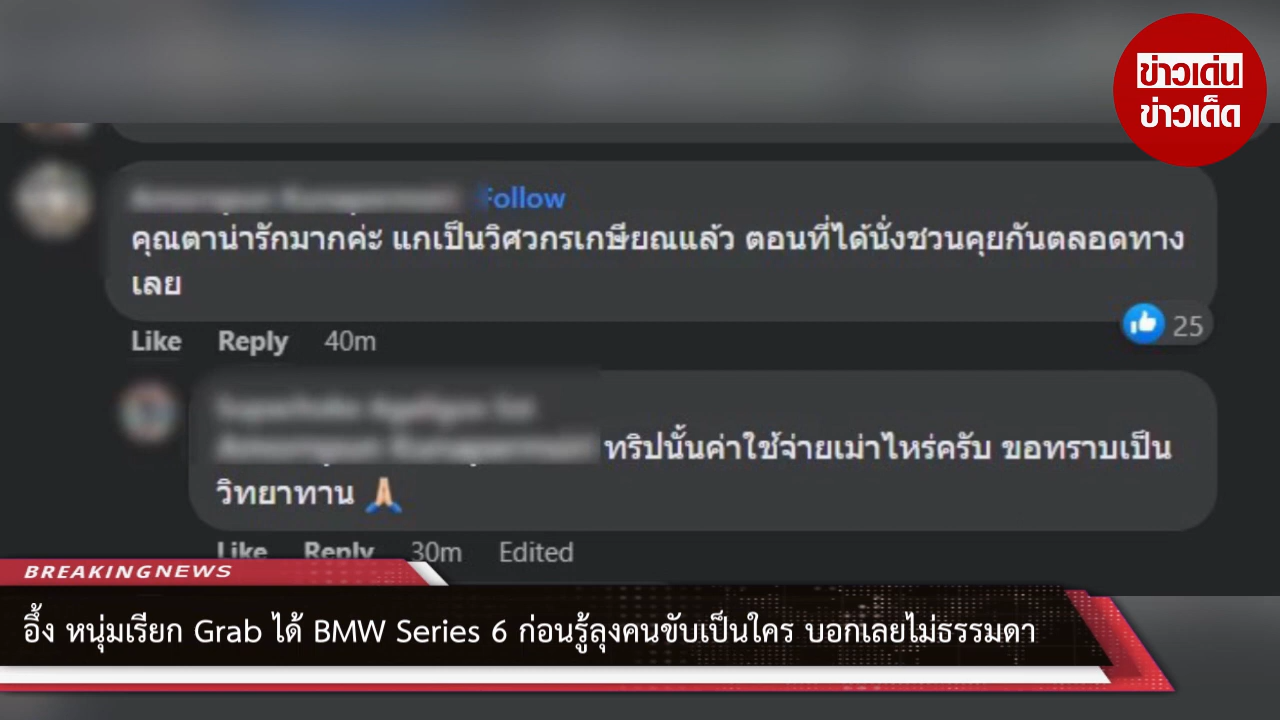 ข่าวเด่น
ข่าวเด็ด
Follow
คุณตาน่ารักมากค่ะ แกเป็นวิศวกรเกษียณแล้ว ตอนที่ได้นั่งชวนคุยกันตลอดทาง
เลย
Like Reply 40m
25
ทริปนั้นค่าใช้จ่ายเม่าไหร่ครับ ขอทราบเป็น
วิทยาทาน 🙏🏼
Like Reply 30m Edited
BREAKINGNEWS
อึ้ง หนุ่มเรียก Grab ได้ BMW Series 6 ก่อนรู้ลุงคนขับเป็นใคร บอกเลยไม่ธรรมดา